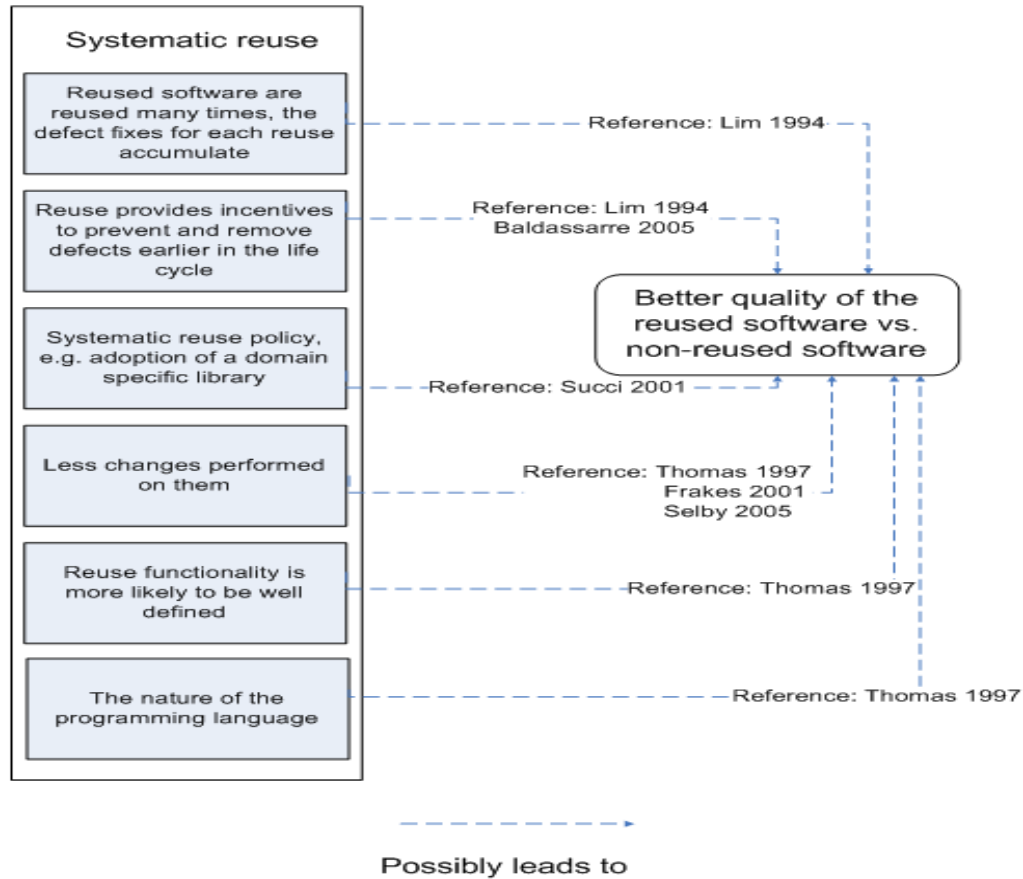 Systematic reuse
Reused software are
reused many times, the
defect fixes for each reuse
accumulate
Reference: Lim 1994
Reuse provides incentives
to prevent and remove
defects earlier in the life
cycle
Reference: Lim 1994
Baldassarre 2005
Better quality of the
reused software vs.
non-reused software
Systematic reuse policy,
e.g. adoption of a domain
specific library
Reference: Succi 2001
Less changes performed
on them
Reference: Thomas 1997
Frakes 2001
Selby 2005
Reuse functionality is
more likely to be well
defined
Reference: Thomas 1997
The nature of the
programming language
Reference: Thomas 1997
Possibly leads to